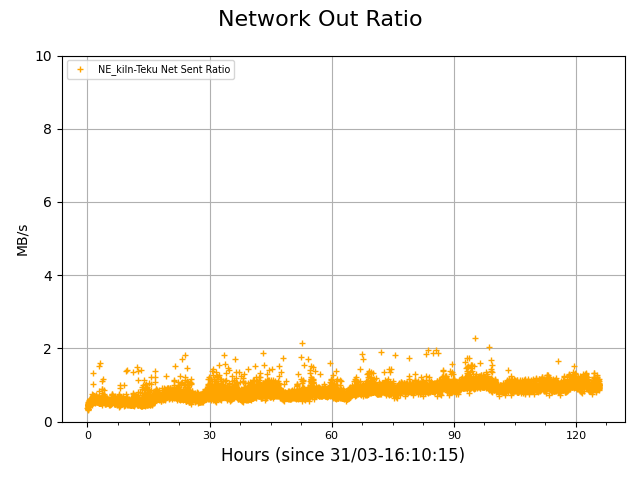 Network Out Ratio
NE_kiln-Teku Net Sent Ratio
MB/s
10
8
6
4
2
0
0 30 60 90 120
Hours (since 31/03-16:10:15)